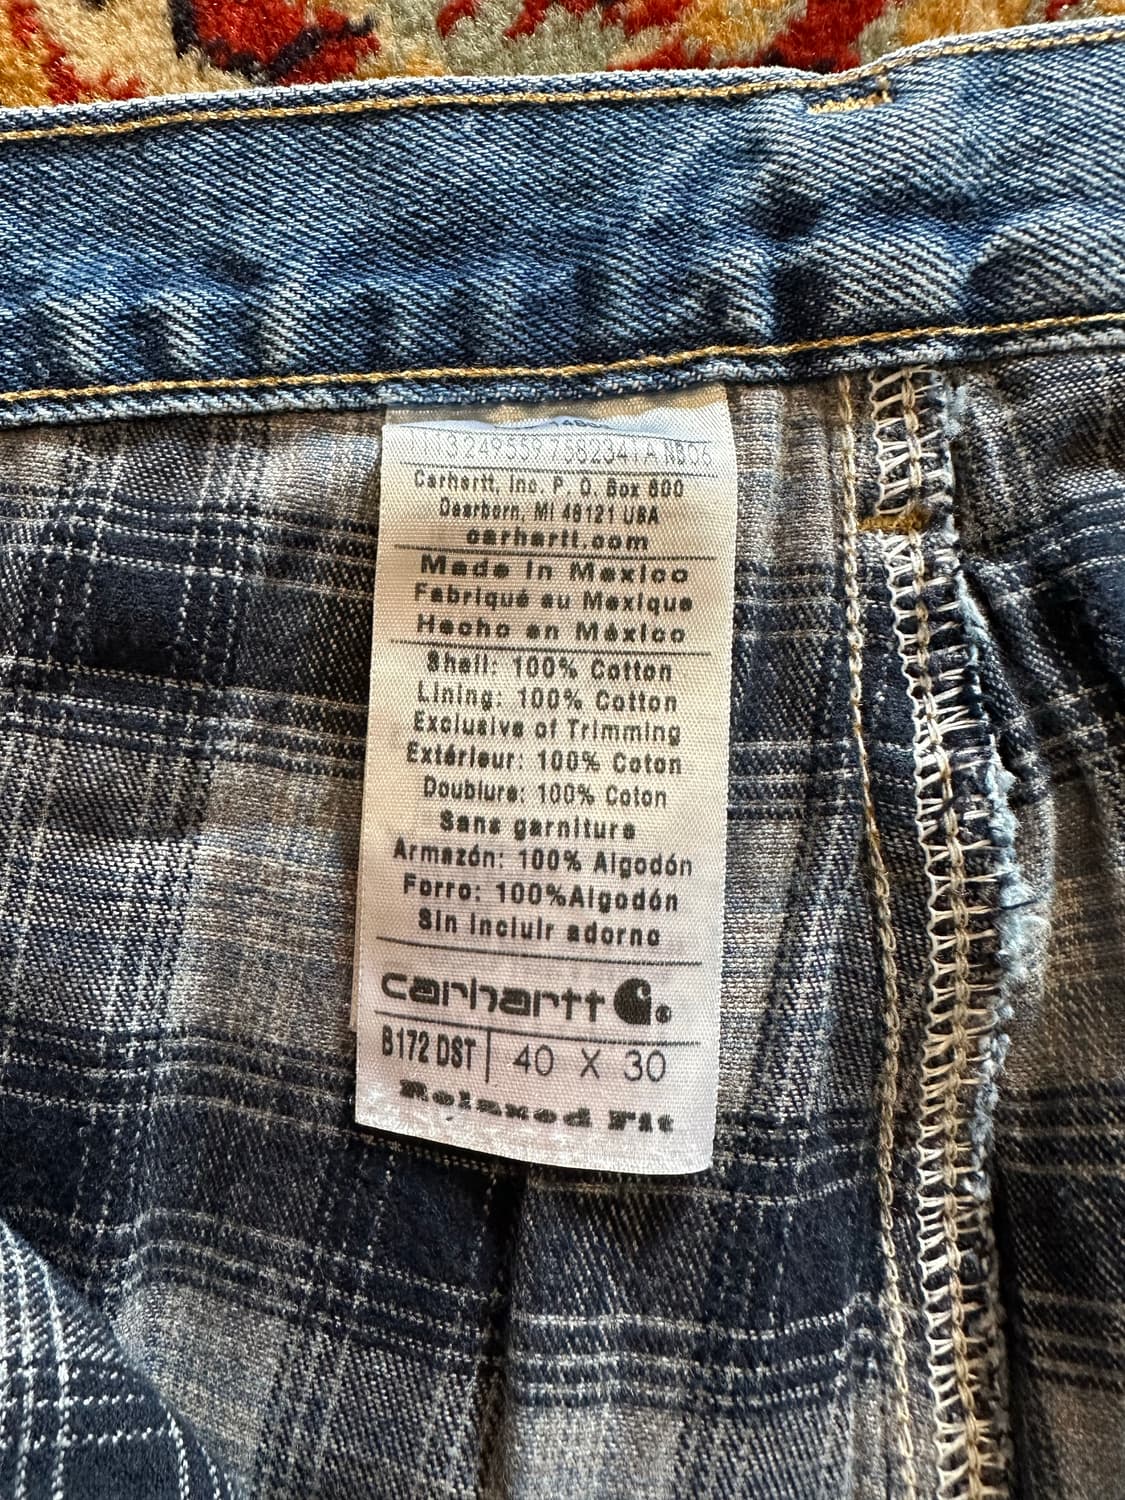 Carhartt, Inc. P. O. Box 600
Dearborn, MI 48121 USA
carhartt.com
Made In Mexico
Fabriqué au Mexique
Hecho en México
Shell: 100% Cotton
Lining: 100% Cotton
Exclusive of Trimming
Extérieur: 100% Coton
Doublure: 100% Coton
Sans garniture
Armazón: 100% Algodón
Forro: 100%Algodón
Sin incluir adorno
carhartt
B172 DST 40 X 30
Relaxed Fit